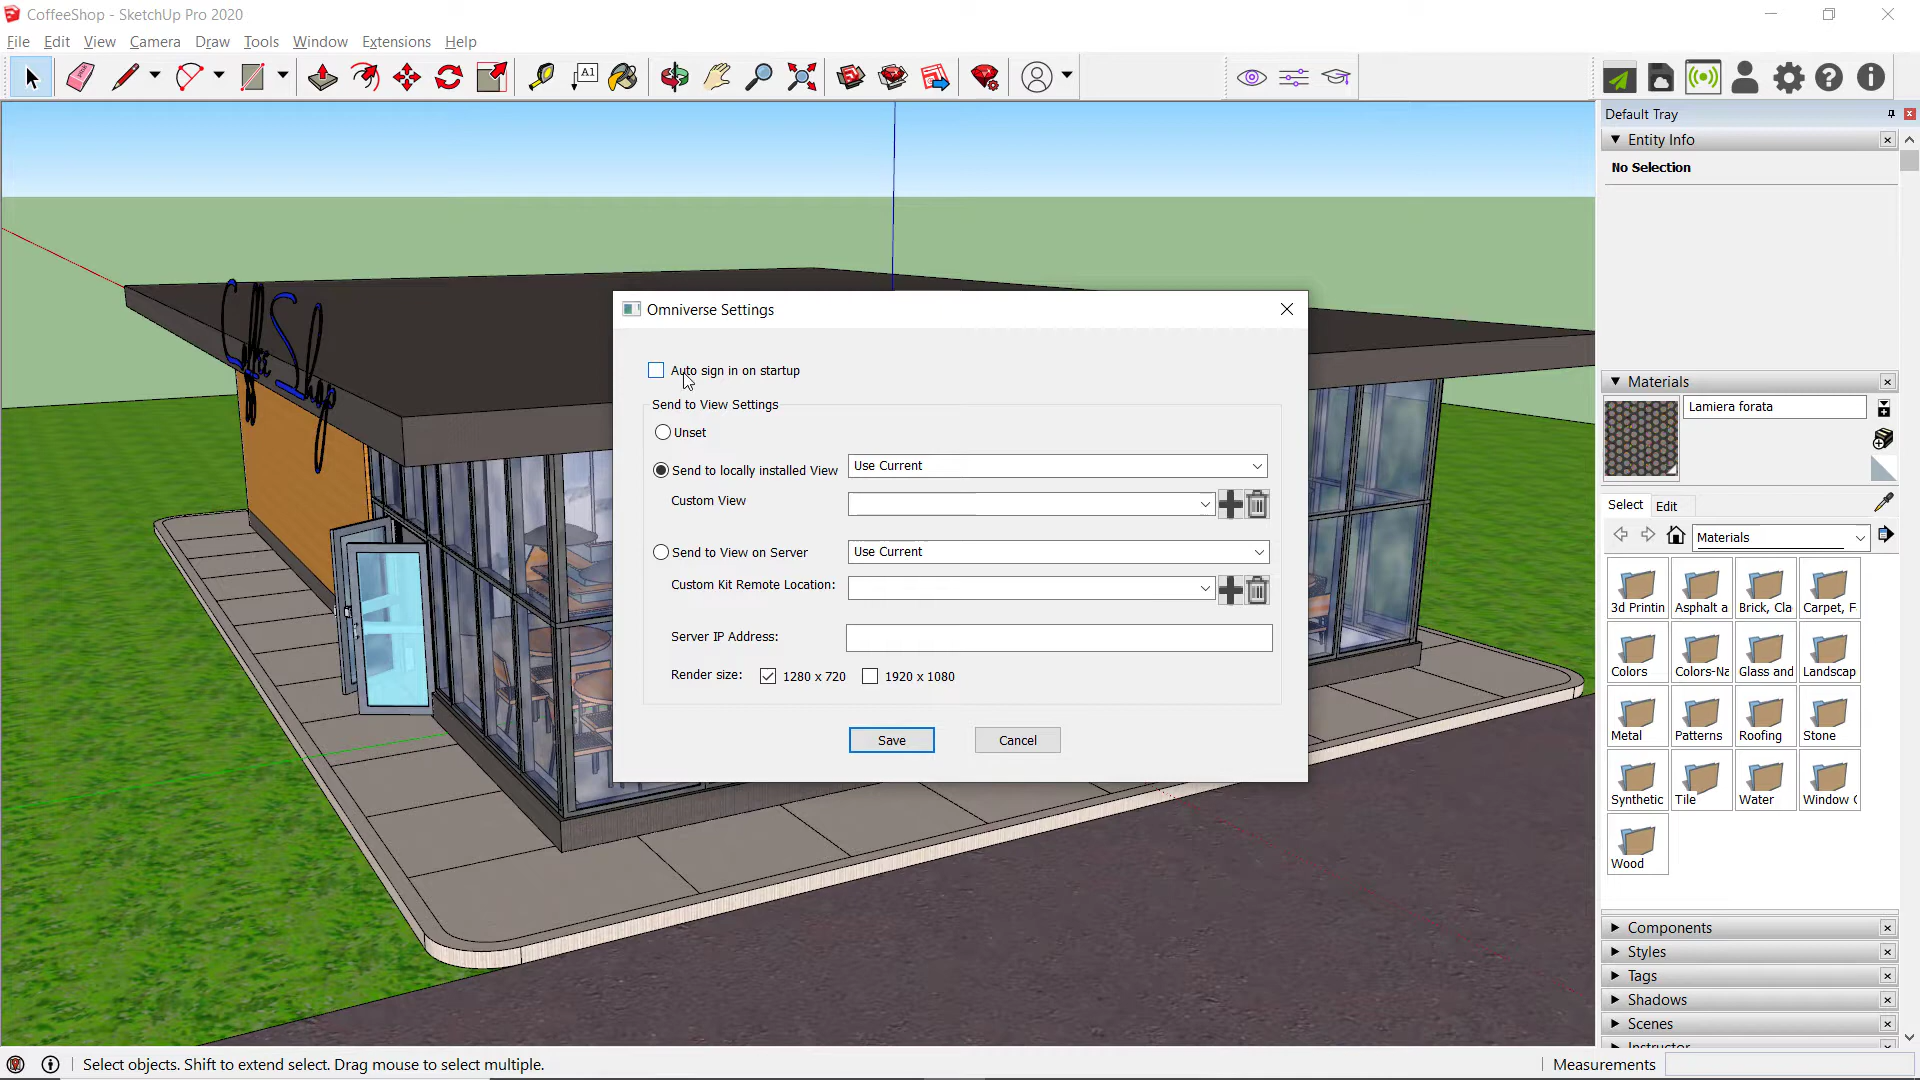 CoffeeShop - SketchUp Pro 2020
File Edit View Camera Draw Tools Window Extensions Help
A1
Default Tray
Entity Info
No Selection
Coffee Shop
Omniverse Settings
Auto sign in on startup
Send to View Settings
Unset
Send to locally installed View Use Current
Custom View
Send to View on Server Use Current
Custom Kit Remote Location:
Server IP Address:
Render size: 1280 x 720 1920 x 1080
Save Cancel
Materials
Lamiera forata
Select Edit
Materials
3d Printin Asphalt a Brick, Cla Carpet, F
Colors Colors-Na Glass and Landscap
Metal Patterns Roofing Stone
Synthetic Tile Water Window C
Wood
Components
Styles
Tags
Shadows
Scenes
Instructor
Select objects. Shift to extend select. Drag mouse to select multiple.
Measurements